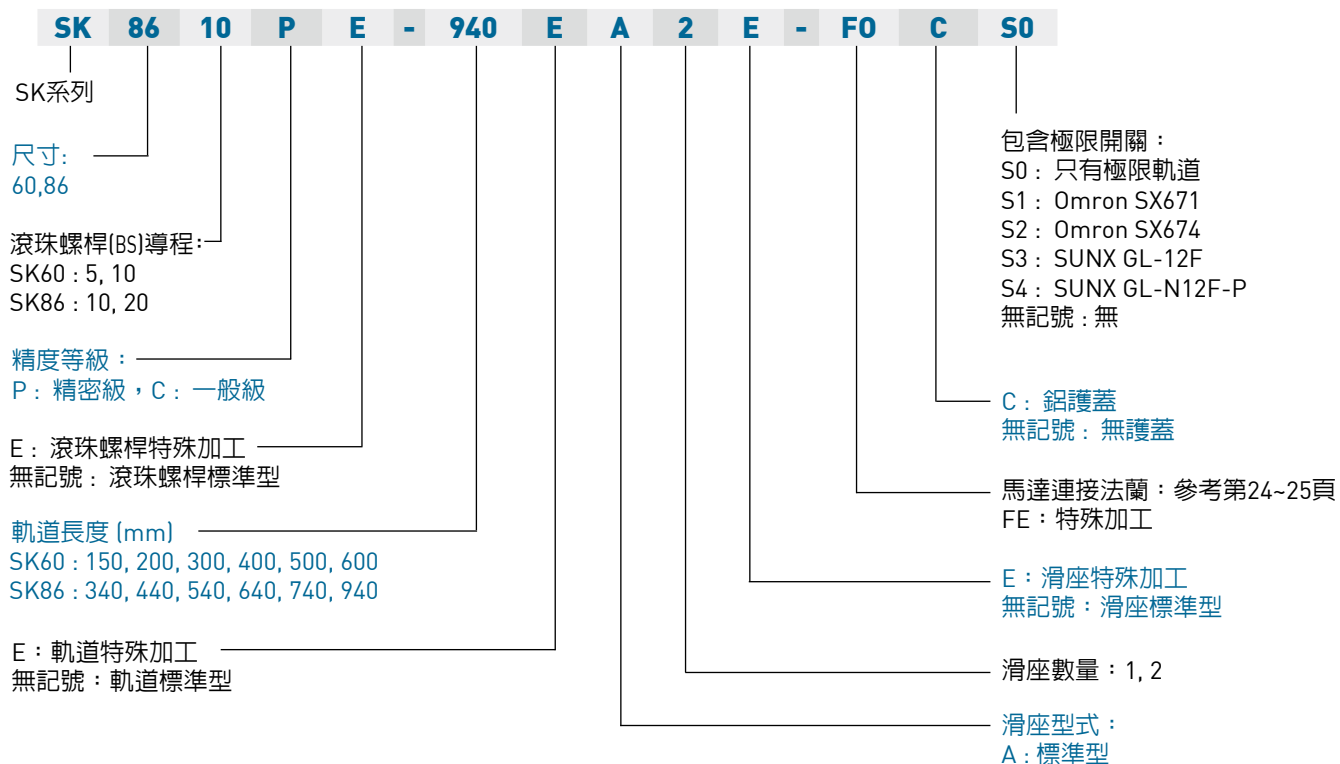 SK 86 10 P E - 940 E A 2 E - F0 C S0
SK系列
尺寸:
60,86
滾珠螺桿(BS)導程:
SK60 : 5, 10
SK86 : 10, 20
精度等級：
P : 精密級，C : 一般級
E : 滾珠螺桿特殊加工
無記號 : 滾珠螺桿標準型
軌道長度 (mm)
SK60 : 150, 200, 300, 400, 500, 600
SK86 : 340, 440, 540, 640, 740, 940
E：軌道特殊加工
無記號：軌道標準型
包含極限開關：
S0 : 只有極限軌道
S1 : Omron SX671
S2 : Omron SX674
S3 : SUNX GL-12F
S4 : SUNX GL-N12F-P
無記號 : 無
C : 鋁護蓋
無記號 : 無護蓋
馬達連接法蘭：參考第24~25頁
FE：特殊加工
E：滑座特殊加工
無記號：滑座標準型
滑座數量：1, 2
滑座型式：
A : 標準型